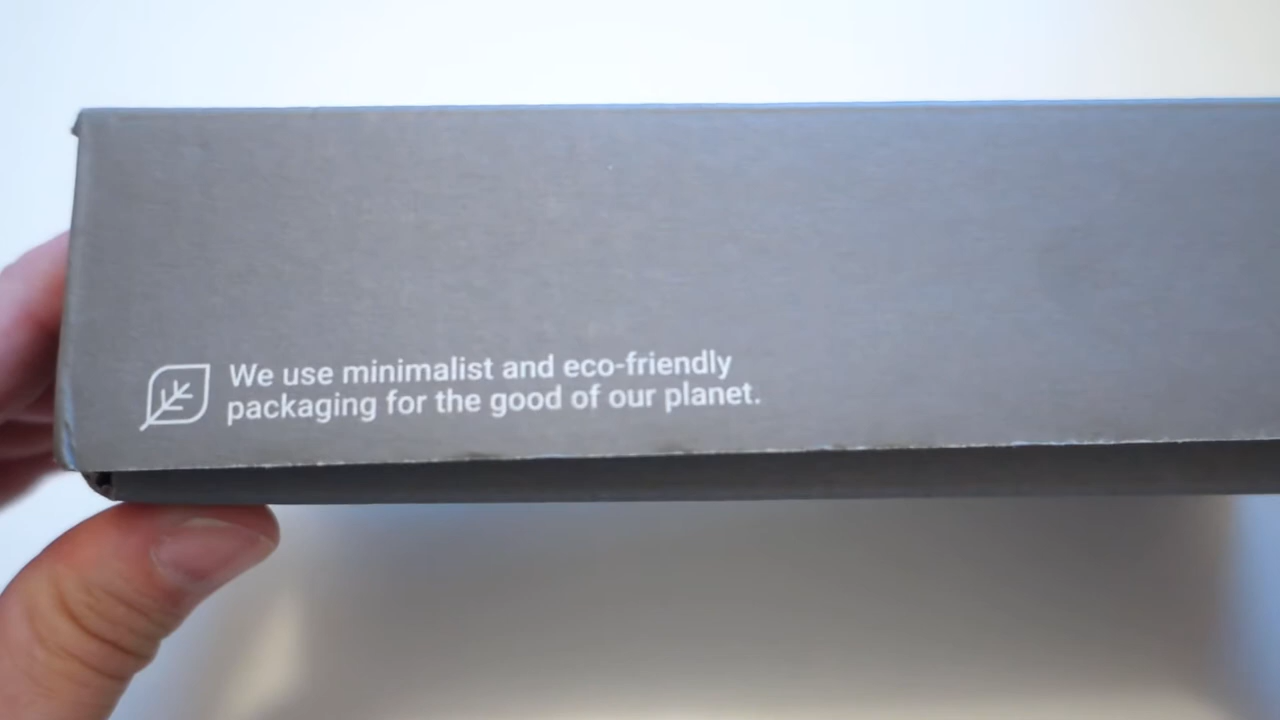 We use minimalist and eco-friendly
packaging for the good of our planet.